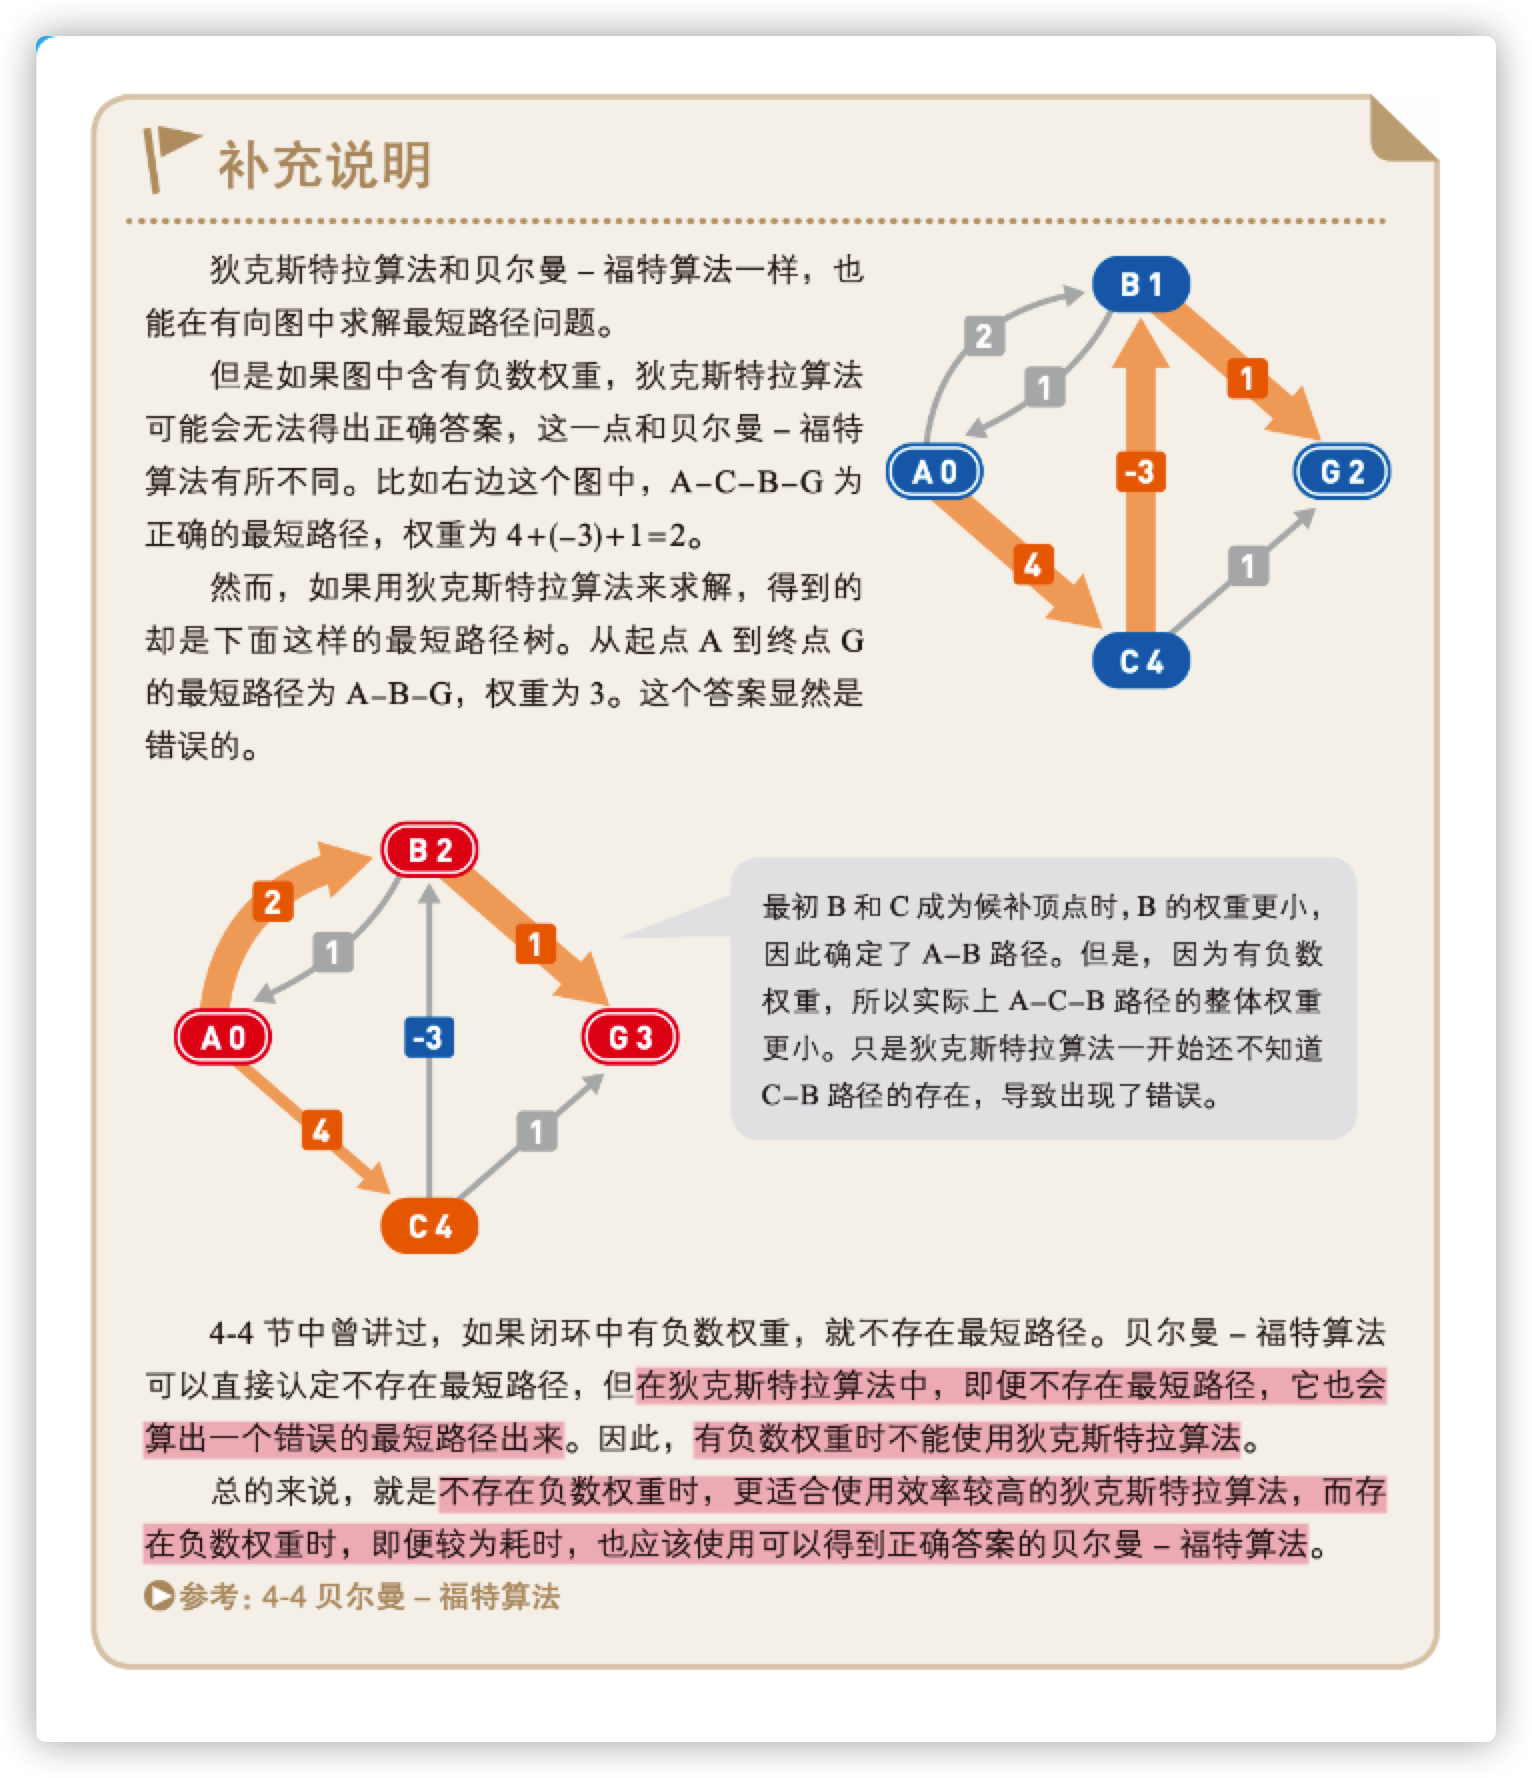 补充说明
狄克斯特拉算法和贝尔曼 – 福特算法一样，也
能在有向图中求解最短路径问题。
但是如果图中含有负数权重，狄克斯特拉算法
可能会无法得出正确答案，这一点和贝尔曼 – 福特
算法有所不同。比如右边这个图中，A–C–B–G 为
正确的最短路径，权重为 4+(–3)+1=2。
然而，如果用狄克斯特拉算法来求解，得到的
却是下面这样的最短路径树。从起点 A 到终点 G
的最短路径为 A–B–G，权重为 3。这个答案显然是
错误的。
B 1
2
1
1
A 0
-3
G 2
4
1
C 4
B 2
2
1
1
A 0
-3
G 3
4
1
C 4
最初 B 和 C 成为候补顶点时，B 的权重更小，
因此确定了 A–B 路径。但是，因为有负数
权重，所以实际上 A–C–B 路径的整体权重
更小。只是狄克斯特拉算法一开始还不知道
C–B 路径的存在，导致出现了错误。
4-4 节中曾讲过，如果闭环中有负数权重，就不存在最短路径。贝尔曼 – 福特算法
可以直接认定不存在最短路径，但在狄克斯特拉算法中，即便不存在最短路径，它也会
算出一个错误的最短路径出来。因此，有负数权重时不能使用狄克斯特拉算法。
总的来说，就是不存在负数权重时，更适合使用效率较高的狄克斯特拉算法，而存
在负数权重时，即便较为耗时，也应该使用可以得到正确答案的贝尔曼 – 福特算法。
参考：4-4 贝尔曼 – 福特算法